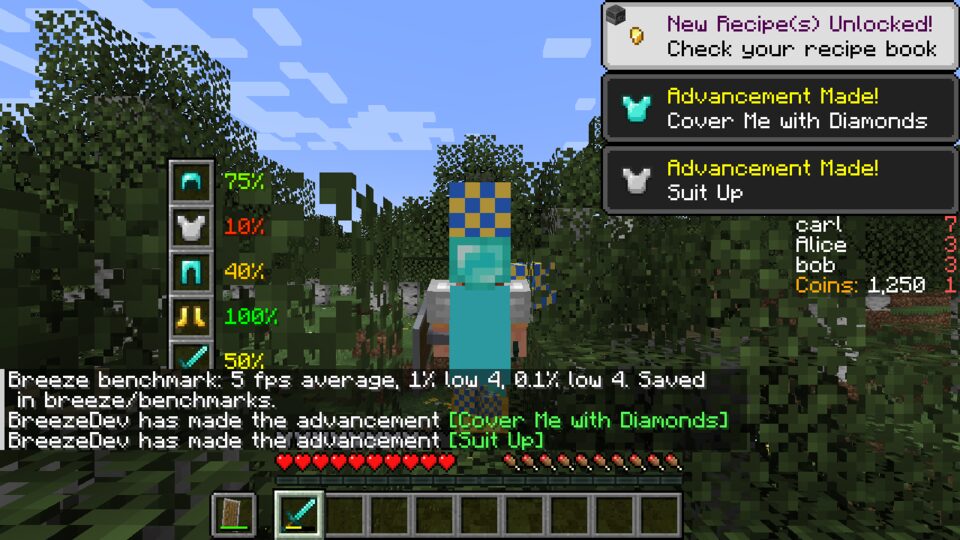 New Recipe(s) Unlocked!
Check your recipe book
Advancement Made!
Cover Me with Diamonds
Advancement Made!
Suit Up
75%
10%
40%
100%
50%
carl 7
Alice 3
bob 3
Coins: 1,250 1
Breeze benchmark: 5 fps average, 1% low 4, 0.1% low 4. Saved
in breeze/benchmarks.
BreezeDev has made the advancement [Cover Me with Diamonds]
BreezeDev has made the advancement [Suit Up]